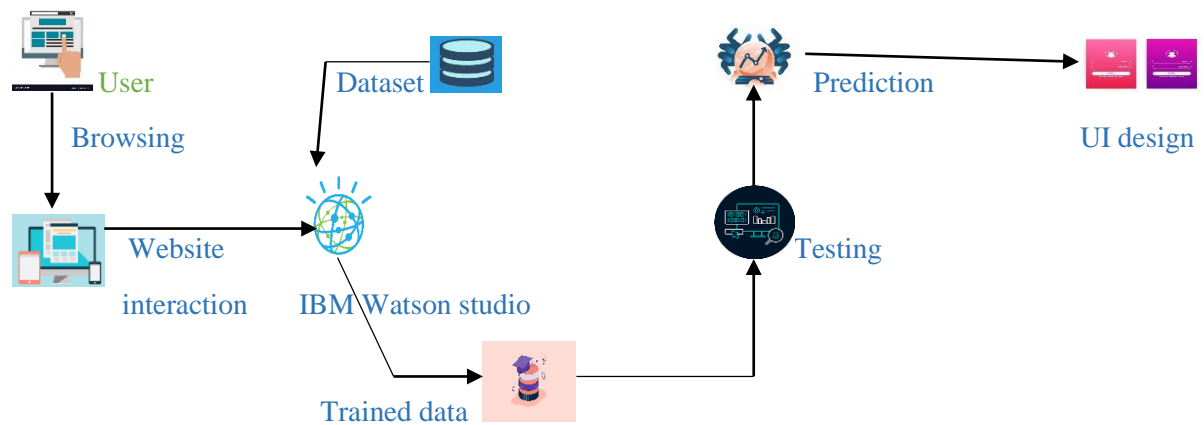 User
Dataset
Prediction
Browsing
UI design
Website
interaction
Testing
IBM Watson studio
Trained data